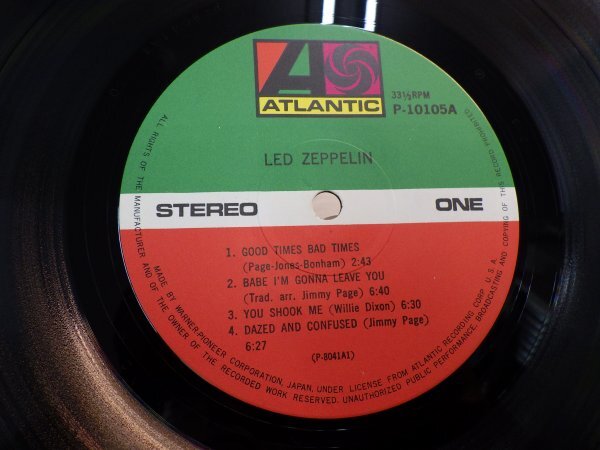 ATLANTIC
33⅓RPM
P-10105A
LED ZEPPELIN
STEREO
ONE
1. GOOD TIMES BAD TIMES
(Page-Jones-Bonham) 2:43
2. BABE I'M GONNA LEAVE YOU
(Trad. arr. Jimmy Page) 6:40
3. YOU SHOOK ME (Willie Dixon) 6:30
4. DAZED AND CONFUSED (Jimmy Page)
6:27
(P-8041A1)
ALL RIGHTS OF THE MANUFACTURER AND OF THE OWNER OF THE RECORDED WORK RESERVED. UNAUTHORIZED PUBLIC PERFORMANCE BROADCASTING AND COPYING OF THIS RECORD PROHIBITED
MADE BY WARNER-PIONEER CORPORATION, JAPAN, UNDER LICENSE FROM ATLANTIC RECORDING CORP. U.S.A.